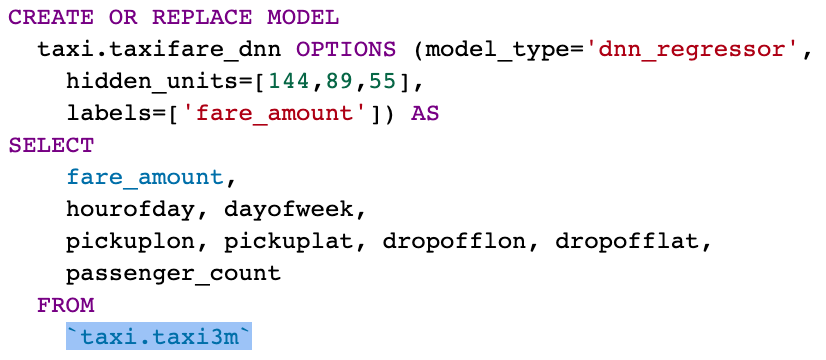 CREATE OR REPLACE MODEL
taxi.taxifare_dnn OPTIONS (model_type='dnn_regressor',
hidden_units=[144,89,55],
labels=['fare_amount']) AS
SELECT
fare_amount,
hourofday, dayofweek,
pickuplon, pickuplat, dropofflon, dropofflat,
passenger_count
FROM
`taxi.taxi3m`